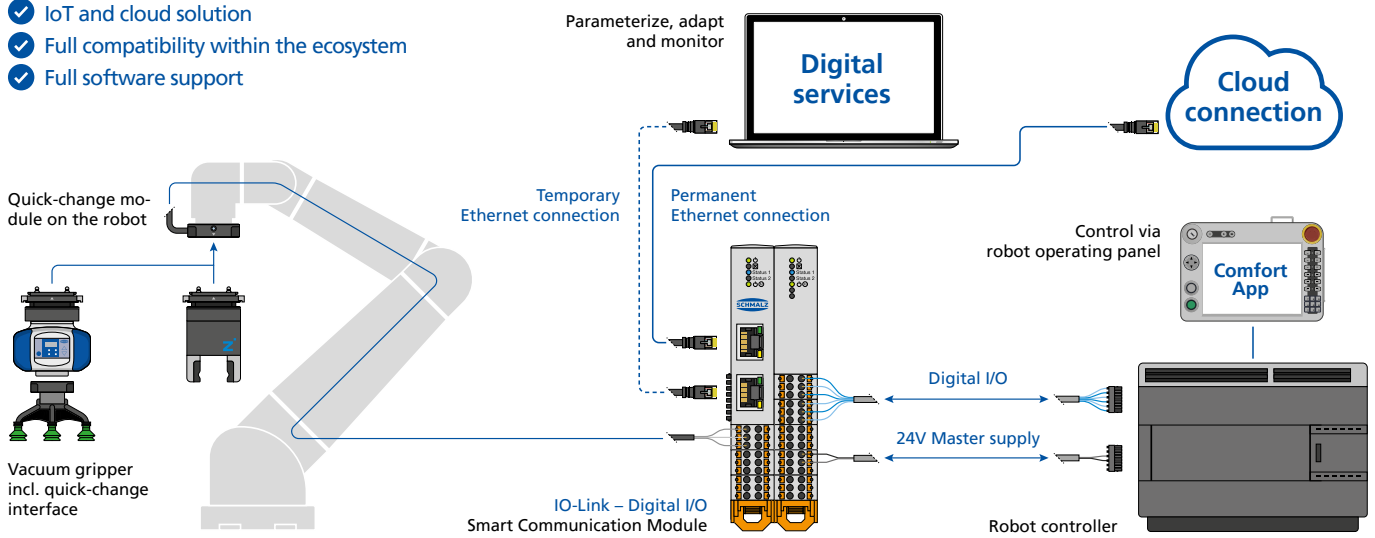 IoT and cloud solution
Full compatibility within the ecosystem
Full software support
Parameterize, adapt
and monitor
Digital
services
Cloud
connection
Quick-change mo-
dule on the robot
Temporary
Ethernet connection
Permanent
Ethernet connection
Control via
robot operating panel
Comfort
App
Status 1
Status 2
Status 1
Status 2
SCHMALZ
Z
Digital I/O
24V Master supply
Vacuum gripper
incl. quick-change
interface
IO-Link – Digital I/O
Smart Communication Module
Robot controller